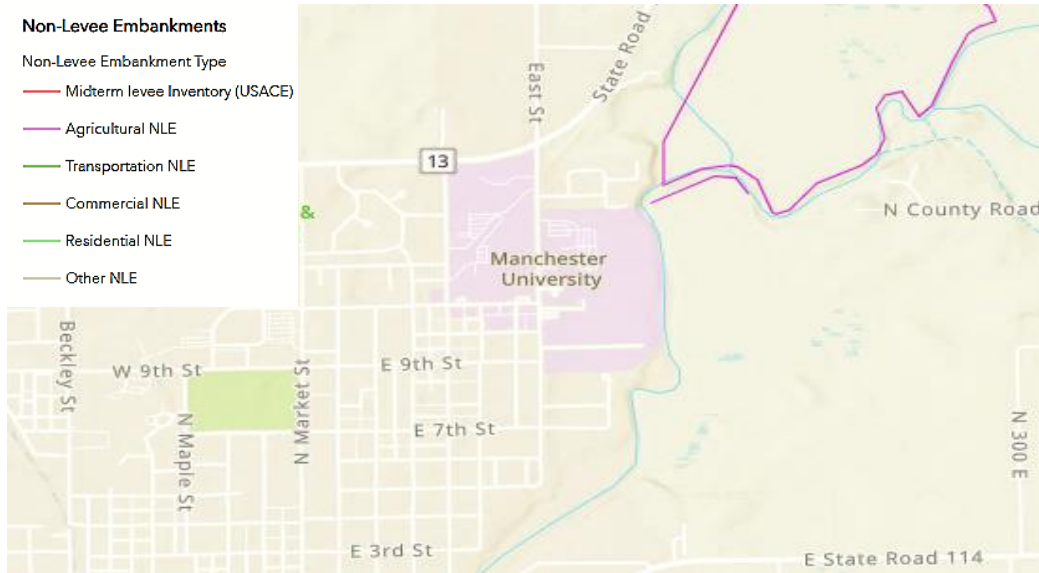 Non-Levee Embankments
Non-Levee Embankment Type
Midterm levee Inventory (USACE)
Agricultural NLE
Transportation NLE
Commercial NLE
Residential NLE
Other NLE
East St
State Road
13
&
N County Road
Manchester
University
Beckley St
W 9th St
N Maple St
N Market St
E 9th St
E 7th St
N 300 E
E 3rd St
E State Road 114